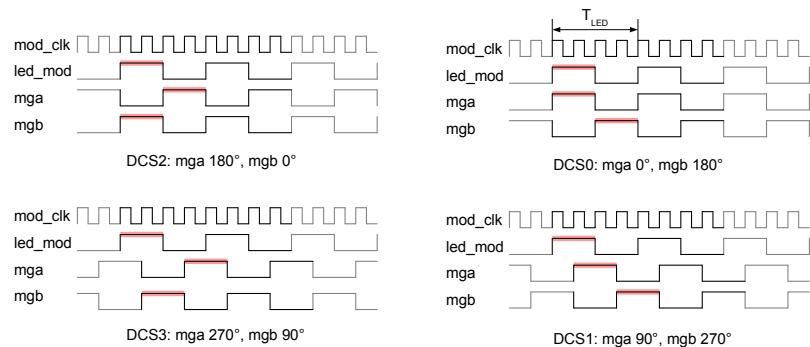 mod_clk
led_mod
mga
mgb
DCS2: mga 180°, mgb 0°
T_LED
mod_clk
led_mod
mga
mgb
DCS0: mga 0°, mgb 180°
mod_clk
led_mod
mga
mgb
DCS3: mga 270°, mgb 90°
mod_clk
led_mod
mga
mgb
DCS1: mga 90°, mgb 270°